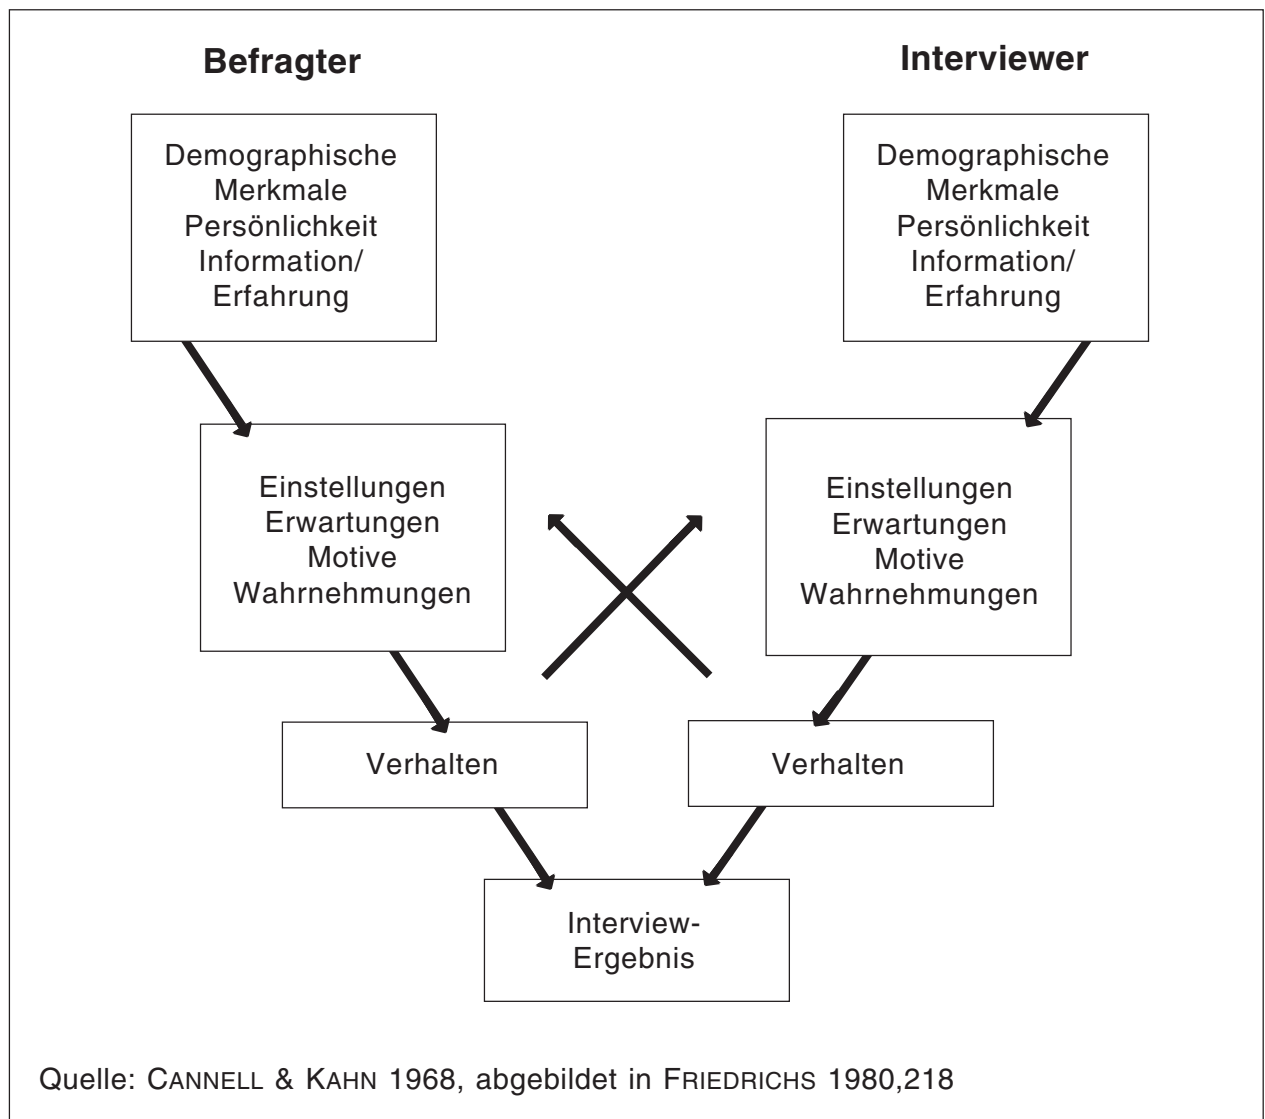 Befragter
Demographische
Merkmale
Persönlichkeit
Information/
Erfahrung
Einstellungen
Erwartungen
Motive
Wahrnehmungen
Verhalten
Interviewer
Demographische
Merkmale
Persönlichkeit
Information/
Erfahrung
Einstellungen
Erwartungen
Motive
Wahrnehmungen
Verhalten
Interview-
Ergebnis
Quelle: CANNELL & KAHN 1968, abgebildet in FRIEDRICHS 1980,218